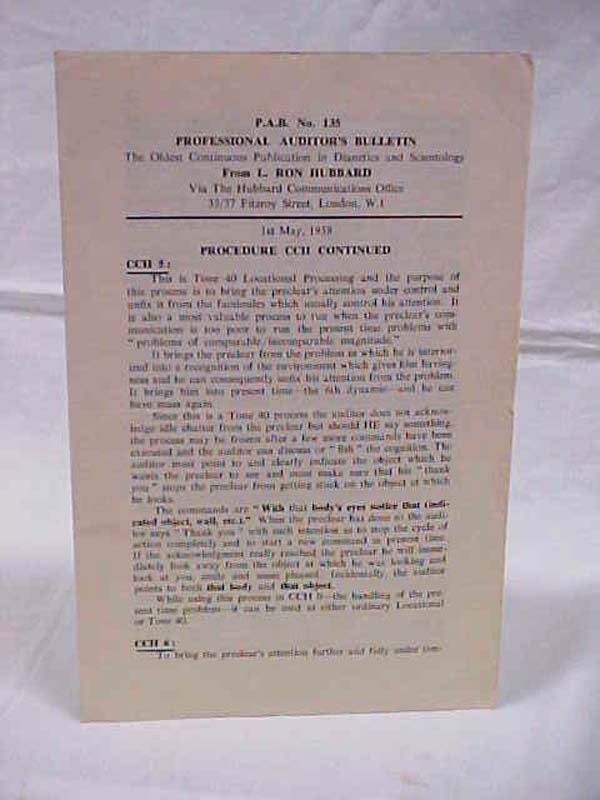 P.A.B. No. 135
PROFESSIONAL AUDITOR'S BULLETIN
The Oldest Continuous Publication in Dianetics and Scientology
From L. RON HUBBARD
Via The Hubbard Communications Office
35/37 Fitzroy Street, London, W.1
1st May, 1958
PROCEDURE CCH CONTINUED
CCH 5:
This is Tone 40 Locational Processing and the purpose of
this process is to bring the preclear's attention under control and
unfix it from the facsimiles which usually control his attention. It
is also a most valuable process to run when the preclear's com-
munication is too poor to run the present time problems with
"problems of comparable/incomparable magnitude."
It brings the preclear from the problem in which he is interior-
ized into a recognition of the environment which gives him having-
ness and he can consequently unfix his attention from the problem.
It brings him into present time—the 6th dynamic—and he can
have mass again.
Since this is a Tone 40 process the auditor does not acknow-
ledge idle chatter from the preclear but should HE say something
the process may be frozen after a few more commands have been
executed and the auditor can discuss or "fish" the cognition. The
auditor must point to and clearly indicate the object which he
wants the preclear to see and must make sure that his "thank
you" stops the preclear from getting stuck on the object at which
he looks.
The commands are "With that body's eyes notice that (indi-
cated object, wall, etc.)." When the preclear has done so the audi-
tor says "Thank you" with such intention as to stop the cycle of
action completely and to start a new command in present time.
If the acknowledgment really reached the preclear he will imme-
diately look away from the object at which he was looking and
look at you, smile and seem pleased. Incidentally, the auditor
points to both that body and that object.
While using this process in CCH 0—the handling of the pre-
sent time problem—it can be used as either ordinary Locational
or Tone 40.
CCH 6:
To bring the preclear's attention further and fully under con-